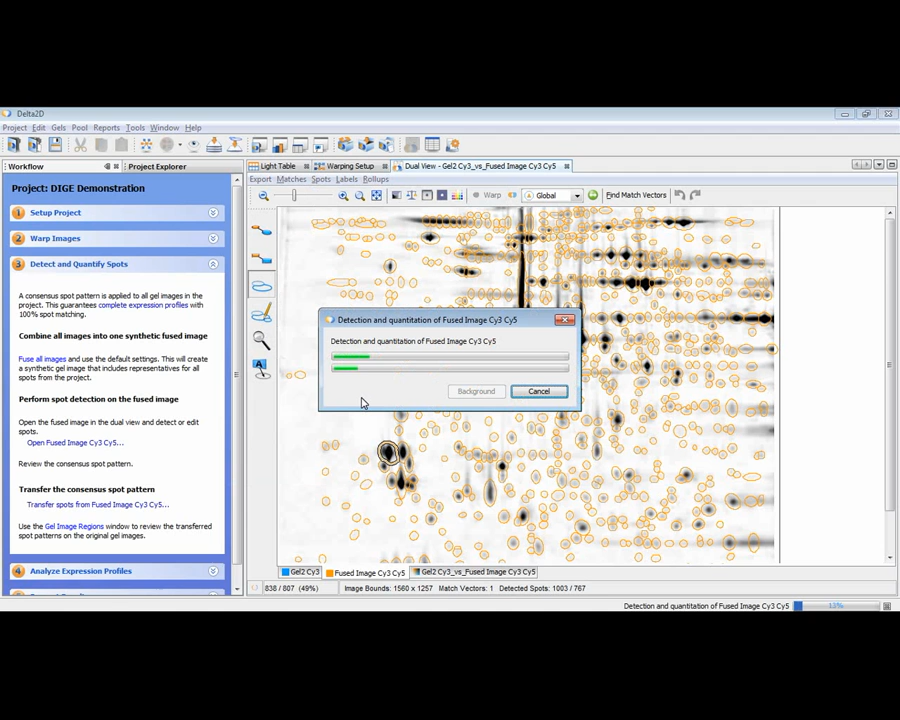 Delta2D
Project Edit Gels Pool Reports Tools Window Help
Workflow
Project Explorer
Light Table
Warping Setup
Dual View - Gel2 Cy3_vs_Fused Image Cy3 Cy5
Project: DIGE Demonstration
Export Matches Spots Labels Rollups
Warp
Global
Find Match Vectors
1 Setup Project
2 Warp Images
3 Detect and Quantify Spots
A consensus spot pattern is applied to all gel images in the
project. This guarantees complete expression profiles with
100% spot matching.
Combine all images into one synthetic fused image
Fuse all images and use the default settings. This will create
a synthetic gel image that includes representatives for all
spots from the project.
Perform spot detection on the fused image
Open the fused image in the dual view and detect or edit
spots.
Open Fused Image Cy3 Cy5...
Review the consensus spot pattern.
Transfer the consensus spot pattern
Transfer spots from Fused Image Cy3 Cy5...
Use the Gel Image Regions window to review the transferred
spot patterns on the original gel images.
4 Analyze Expression Profiles
Detection and quantitation of Fused Image Cy3 Cy5
Detection and quantitation of Fused Image Cy3 Cy5
Background
Cancel
A
Gel2 Cy3
Fused Image Cy3 Cy5
Gel2 Cy3_vs_Fused Image Cy3 Cy5
838 / 807 (49%)
Image Bounds: 1560 x 1257 Match Vectors: 1 Detected Spots: 1003 / 767
Detection and quantitation of Fused Image Cy3 Cy5
13%